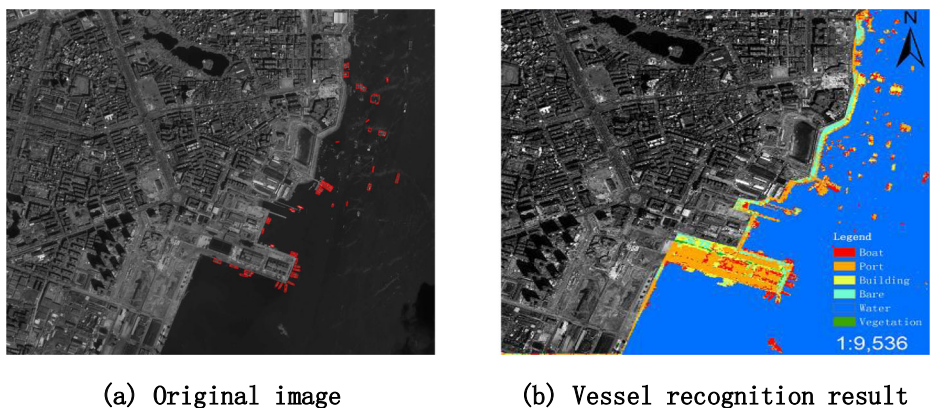 N
Legend
Boat
Port
Building
Bare
Water
Vegetation
1:9,536
(a) Original image
(b) Vessel recognition result